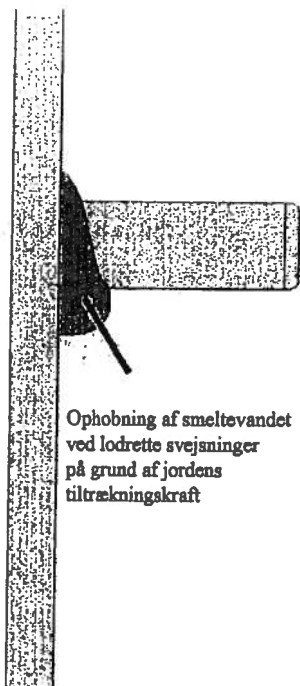 Ophobning af smeltevandet
ved lodrette svejsninger
på grund af jordens
tiltrækningskraft